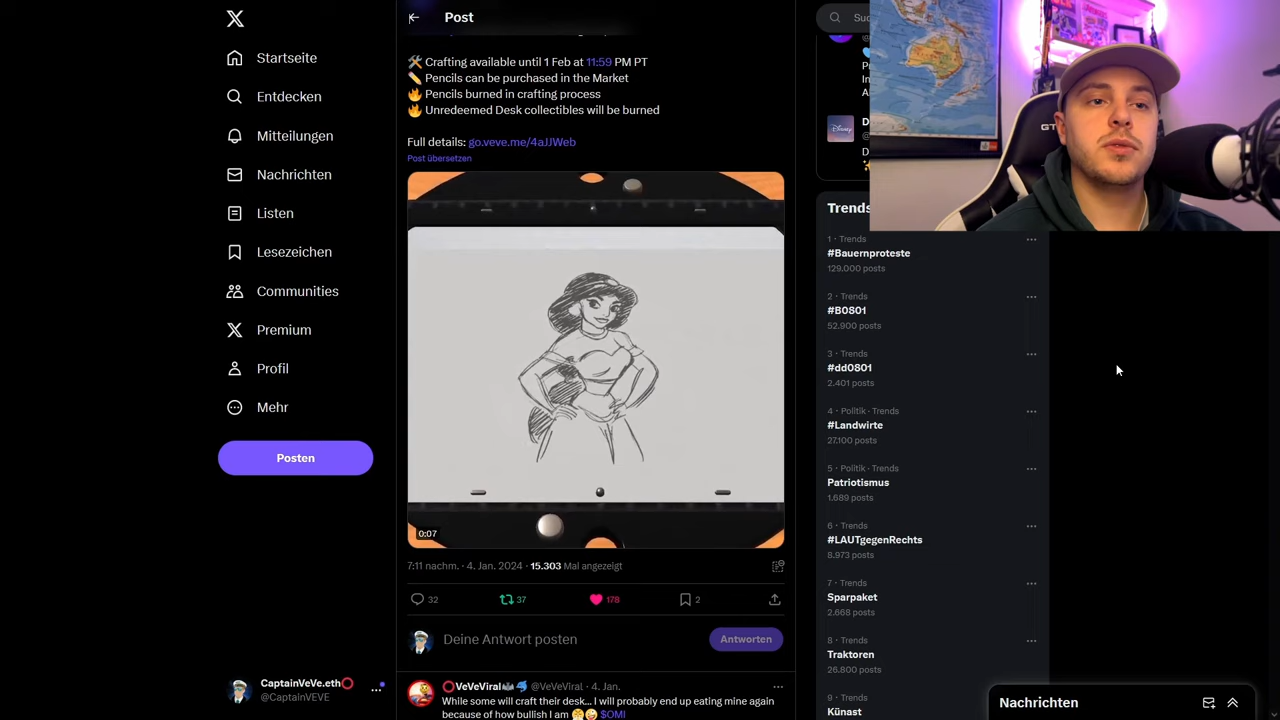 Post
Startseite
Entdecken
Mitteilungen
Nachrichten
Listen
Lesezeichen
Communities
Premium
Profil
Mehr
Posten
CaptainVeVe.eth
@CaptainVEVE
🛠️ Crafting available until 1 Feb at 11:59 PM PT
✏️ Pencils can be purchased in the Market
🔥 Pencils burned in crafting process
🔥 Unredeemed Desk collectibles will be burned
Full details: go.veve.me/4aJJWeb
Post übersetzen
0:07
7:11 nachm. · 4. Jan. 2024 · 15.303 Mal angezeigt
32 37 178 2
Deine Antwort posten
Antworten
VeVeViral @VeVeViral · 4. Jan.
While some will craft their desk... I will probably end up eating mine again
because of how bullish I am $OMI
Suc
Disney
Trends
1 · Trends
#Bauernproteste
129.000 posts
2 · Trends
#B0801
52.900 posts
3 · Trends
#dd0801
2.401 posts
4 · Politik · Trends
#Landwirte
27.100 posts
5 · Politik · Trends
Patriotismus
1.689 posts
6 · Trends
#LAUTgegenRechts
8.973 posts
7 · Trends
Sparpaket
2.668 posts
8 · Trends
Traktoren
26.800 posts
9 · Trends
Künast
Nachrichten
GT